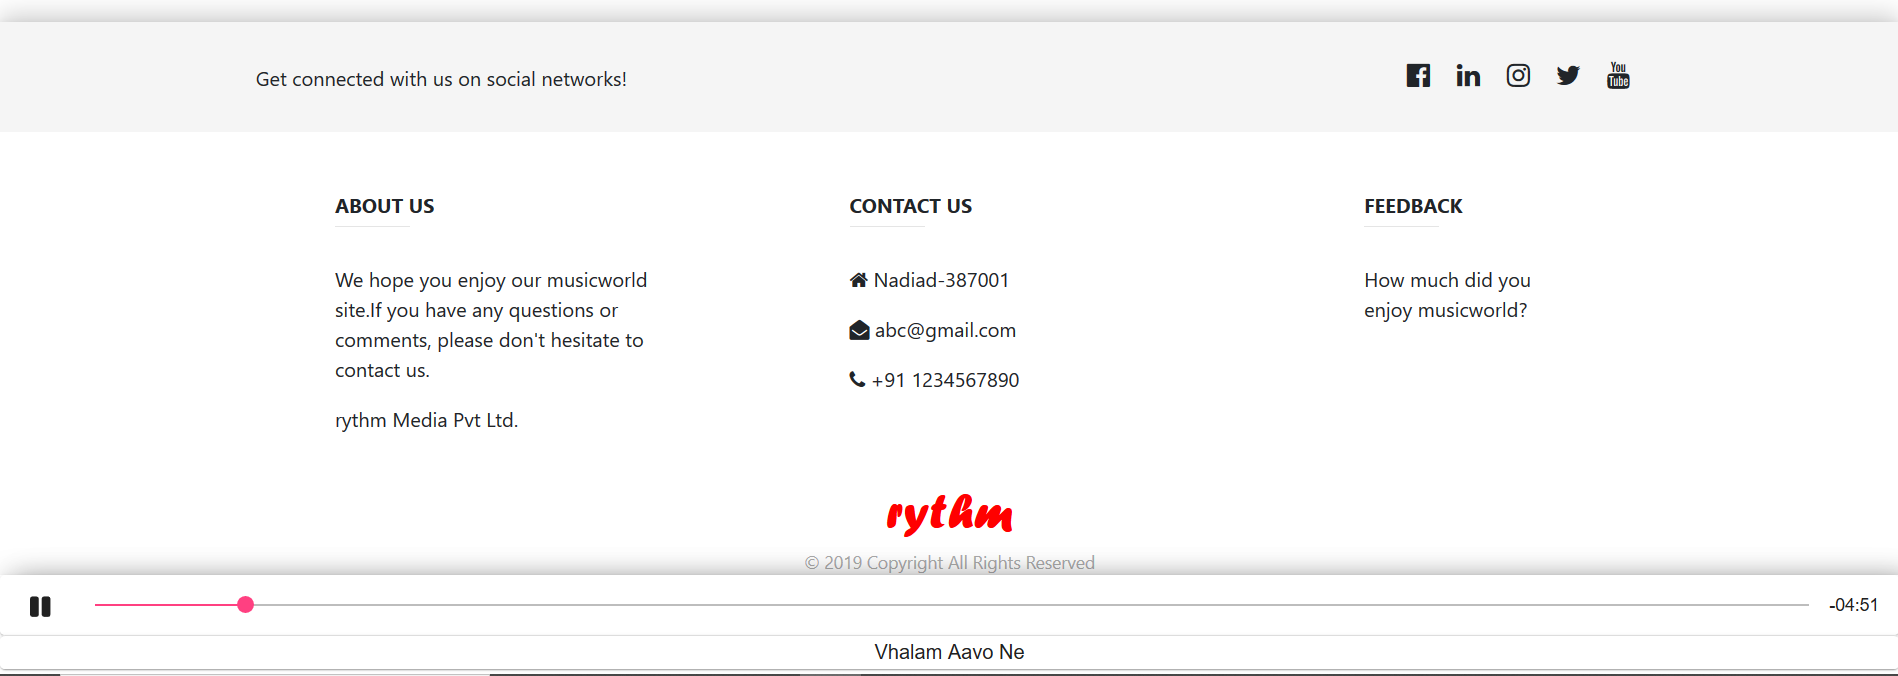 Get connected with us on social networks!
You
Tube
ABOUT US
We hope you enjoy our musicworld
site.If you have any questions or
comments, please don't hesitate to
contact us.
rythm Media Pvt Ltd.
CONTACT US
Nadiad-387001
abc@gmail.com
+91 1234567890
FEEDBACK
How much did you
enjoy musicworld?
rythm
© 2019 Copyright All Rights Reserved
-04:51
Vhalam Aavo Ne